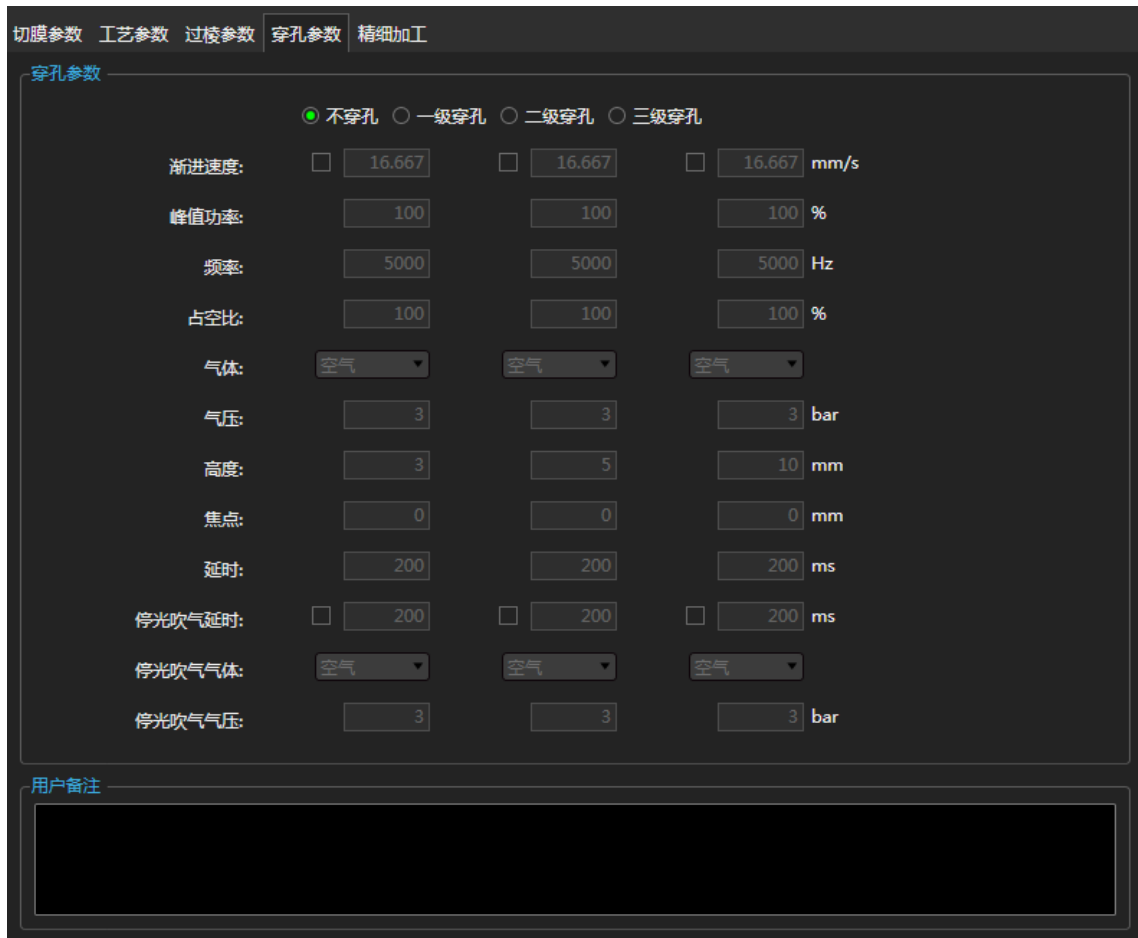 切膜参数 工艺参数 过棱参数 穿孔参数 精细加工
穿孔参数
不穿孔 一级穿孔 二级穿孔 三级穿孔
渐进速度: 16.667 16.667 16.667 mm/s
峰值功率: 100 100 100 %
频率: 5000 5000 5000 Hz
占空比: 100 100 100 %
气体: 空气 空气 空气
气压: 3 3 3 bar
高度: 3 5 10 mm
焦点: 0 0 0 mm
延时: 200 200 200 ms
停光吹气延时: 200 200 200 ms
停光吹气气体: 空气 空气 空气
停光吹气气压: 3 3 3 bar
用户备注